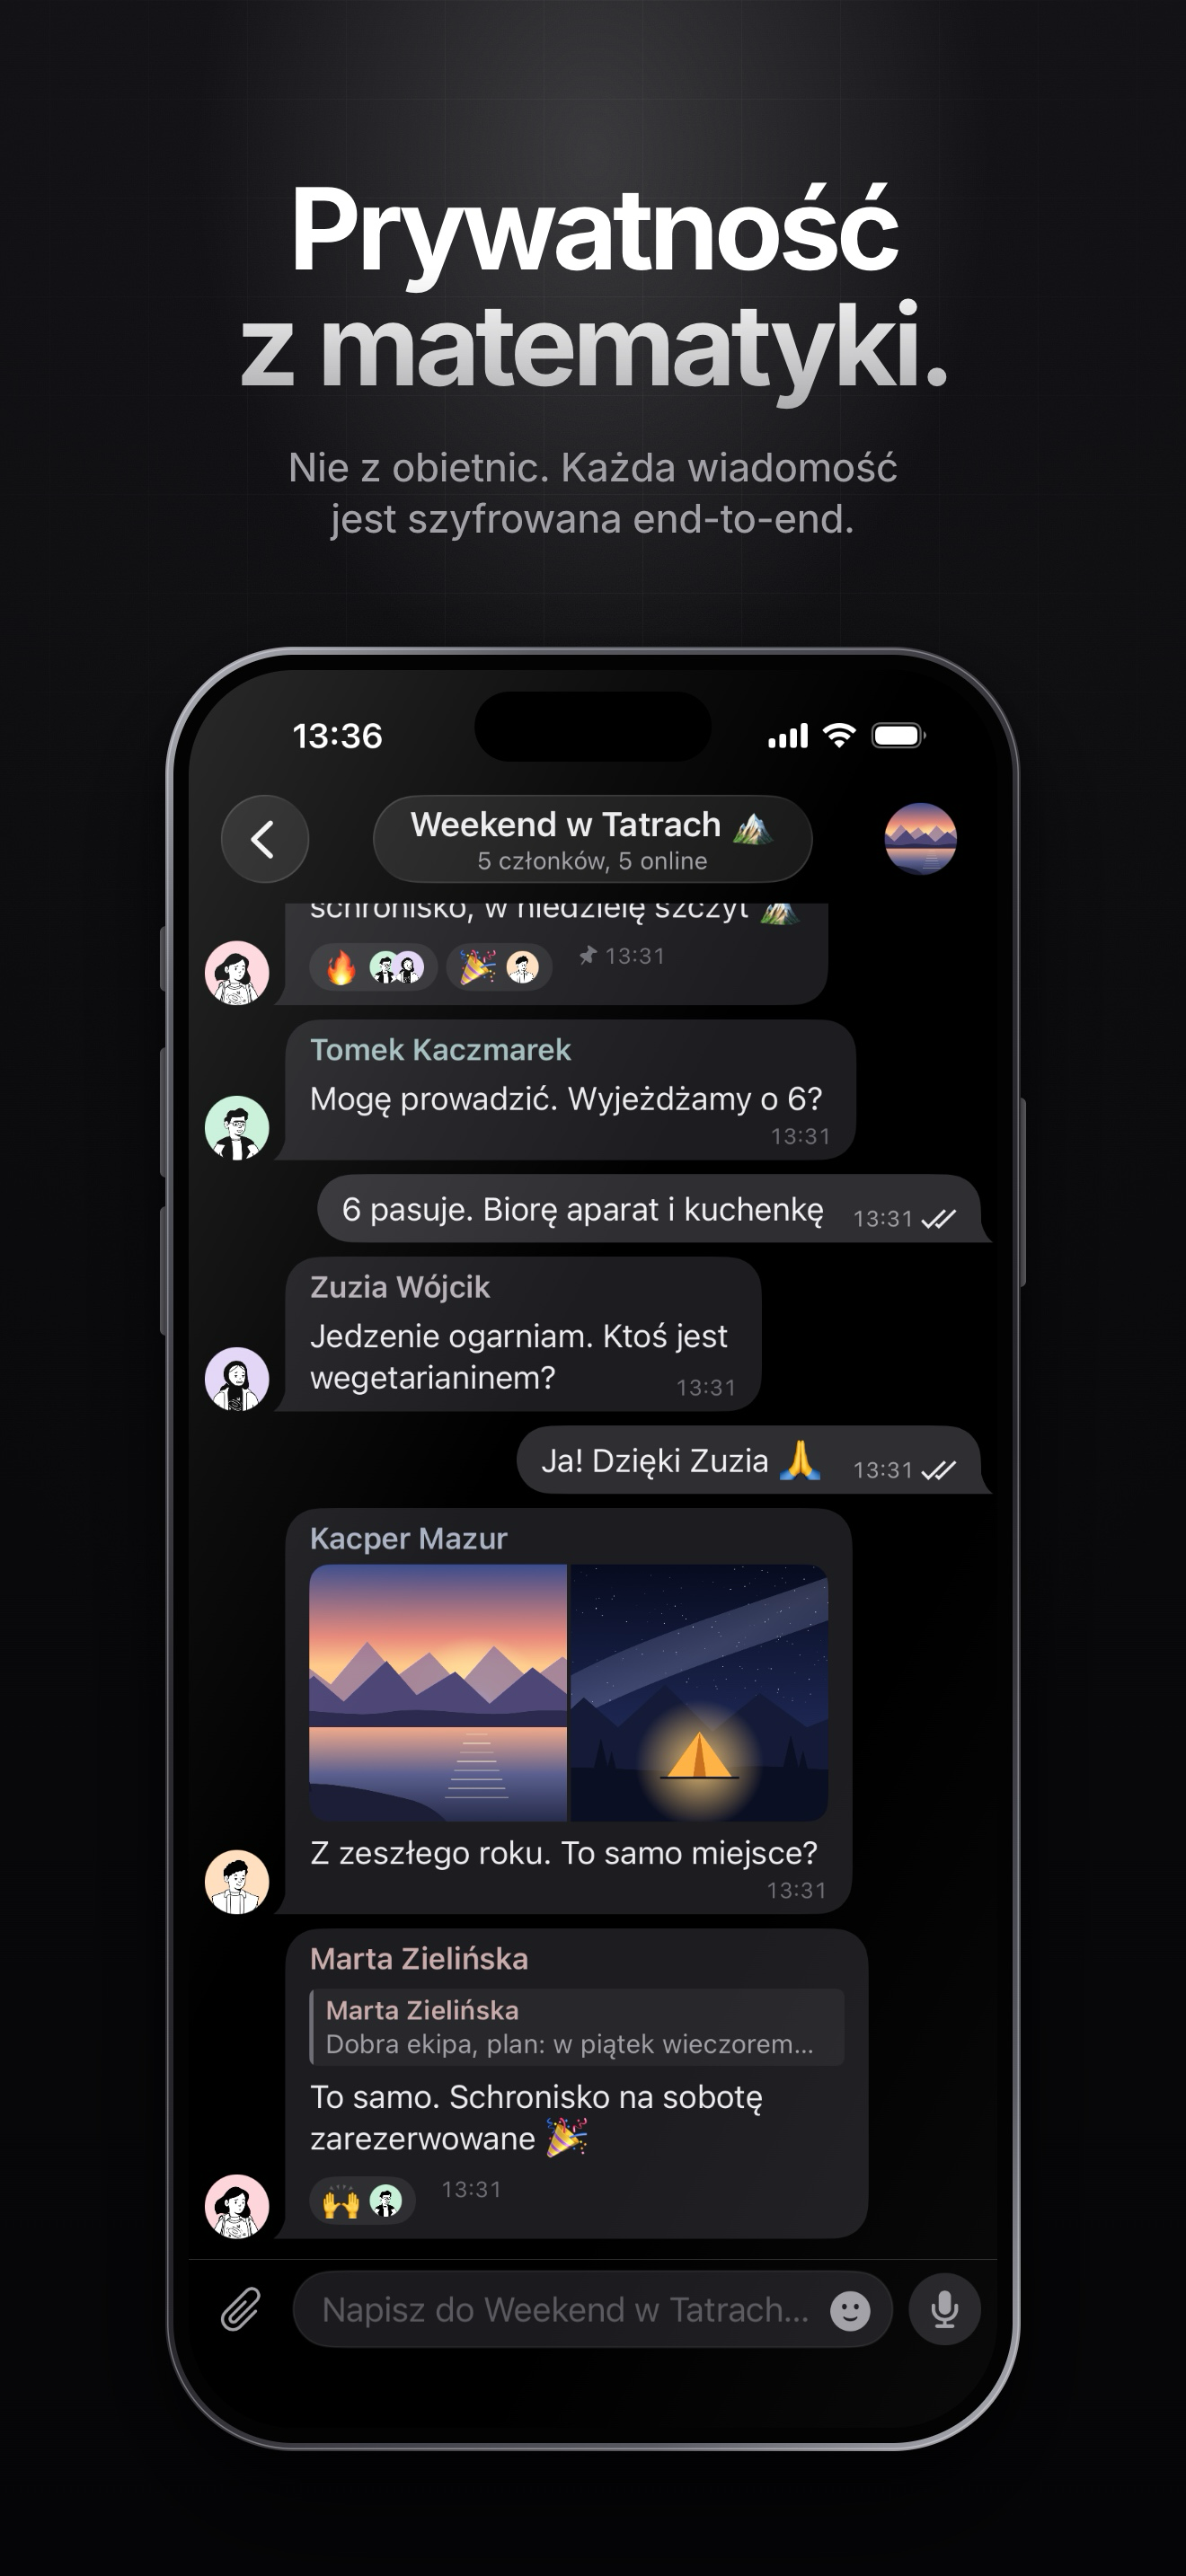 Prywatność
z matematyki.
Nie z obietnic. Każda wiadomość
jest szyfrowana end-to-end.
13:36
Weekend w Tatrach 🏔️
5 członków, 5 online
schronisko, w niedzielę szczyt 🏔️
🔥 🎉 13:31
Tomek Kaczmarek
Mogę prowadzić. Wyjeżdżamy o 6?
13:31
6 pasuje. Biorę aparat i kuchenkę 13:31
Zuzia Wójcik
Jedzenie ogarniam. Ktoś jest
wegetarianinem? 13:31
Ja! Dzięki Zuzia 🙏 13:31
Kacper Mazur
Z zeszłego roku. To samo miejsce?
13:31
Marta Zielińska
Marta Zielińska
Dobra ekipa, plan: w piątek wieczorem...
To samo. Schronisko na sobotę
zarezerwowane 🎉
🙌 13:31
Napisz do Weekend w Tatrach...